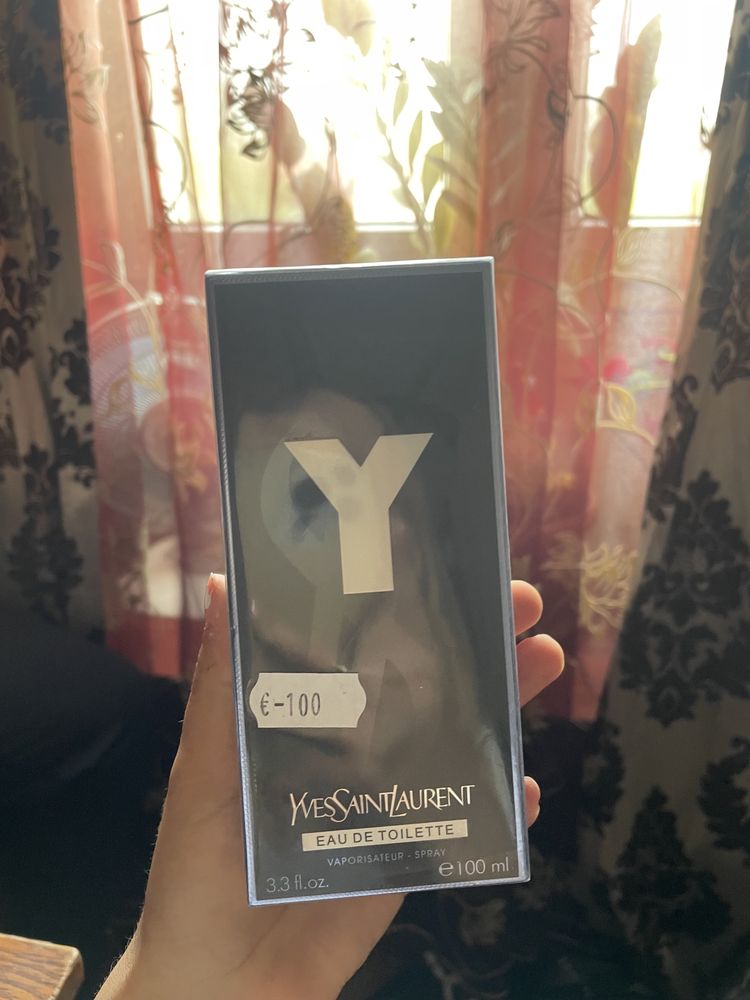 Y
€-100
YVESSAINTLAURENT
EAU DE TOILETTE
VAPORISATEUR - SPRAY
3.3 fl.oz. ℮100 ml